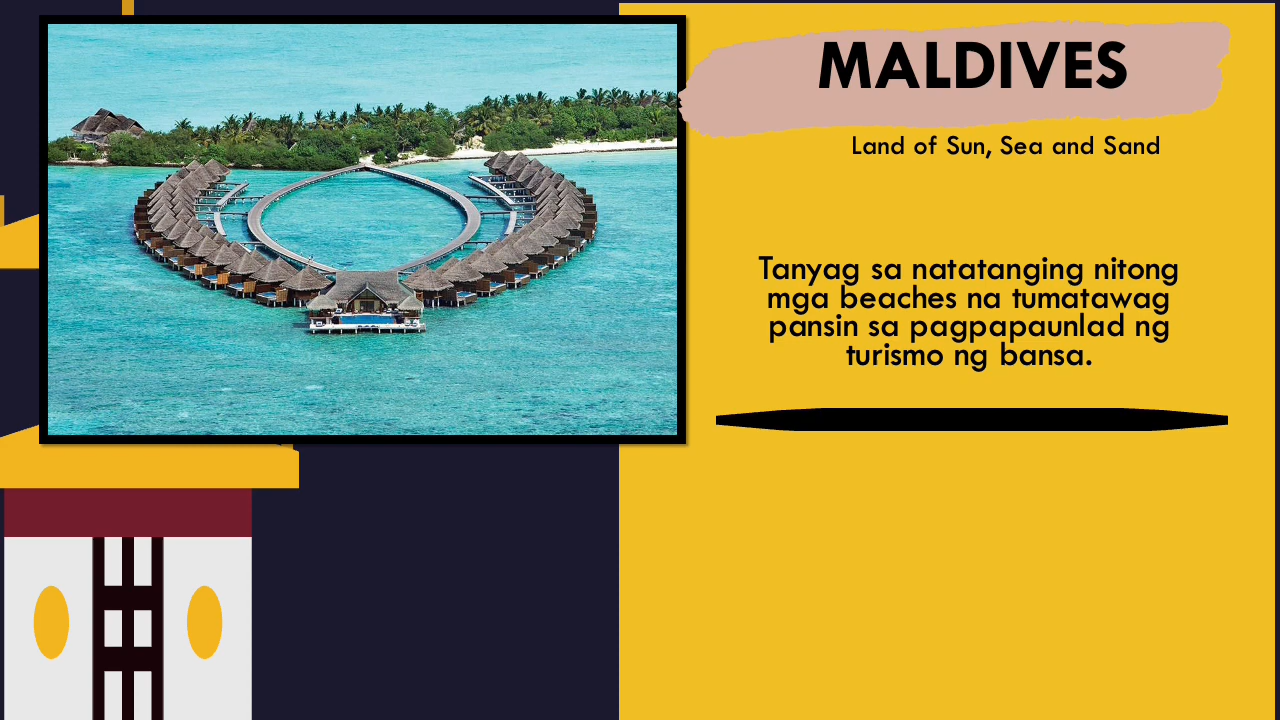 MALDIVES
Land of Sun, Sea and Sand
Tanyag sa natatanging nitong
mga beaches na tumatawag
pansin sa pagpapaunlad ng
turismo ng bansa.